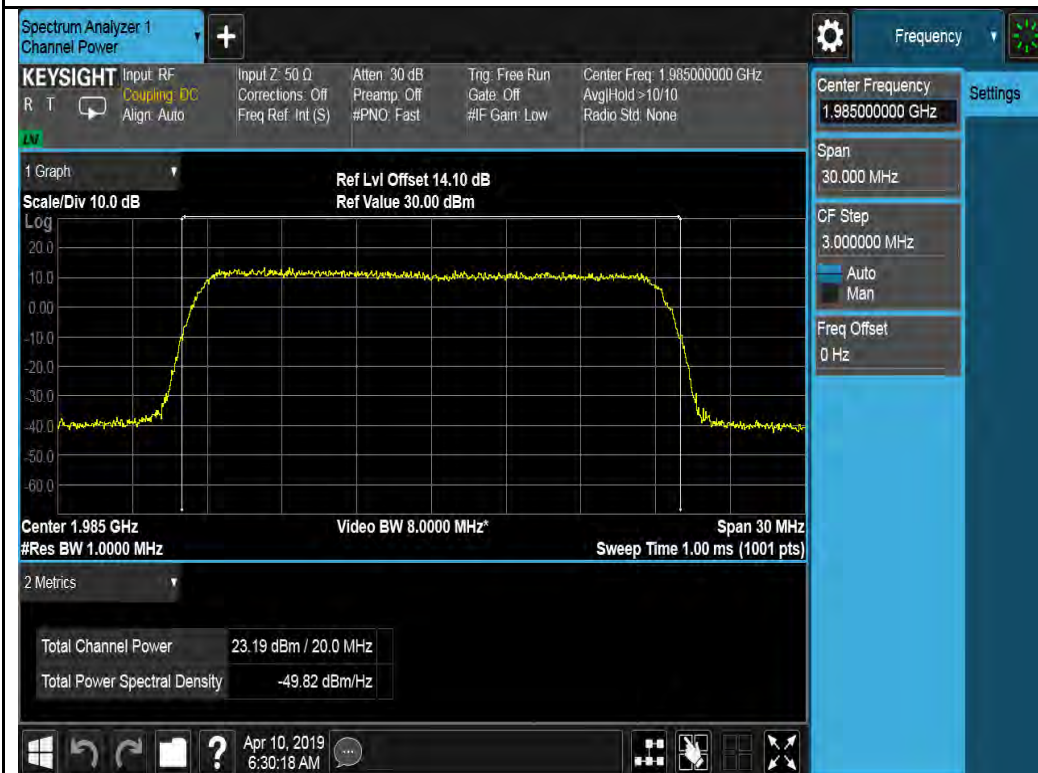 Spectrum Analyzer 1
Channel Power
+
Frequency
KEYSIGHT
R T
LNI
Input: RF
Coupling: DC
Align: Auto
Input Z: 50 Ω
Corrections: Off
Freq Ref: Int (S)
Atten: 30 dB
Preamp: Off
#PNO: Fast
Trig: Free Run
Gate: Off
#IF Gain: Low
Center Freq: 1.985000000 GHz
Avg|Hold >10/10
Radio Std: None
Center Frequency
1.985000000 GHz
Settings
Span
30.000 MHz
CF Step
3.000000 MHz
Auto
Man
Freq Offset
0 Hz
1 Graph
Scale/Div 10.0 dB
Ref Lvl Offset 14.10 dB
Ref Value 30.00 dBm
Log
20.0
10.0
0.00
-10.0
-20.0
-30.0
-40.0
-50.0
-60.0
Center 1.985 GHz
#Res BW 1.0000 MHz
Video BW 8.0000 MHz*
Span 30 MHz
Sweep Time 1.00 ms (1001 pts)
2 Metrics
Total Channel Power 23.19 dBm / 20.0 MHz
Total Power Spectral Density -49.82 dBm/Hz
?
Apr 10, 2019
6:30:18 AM